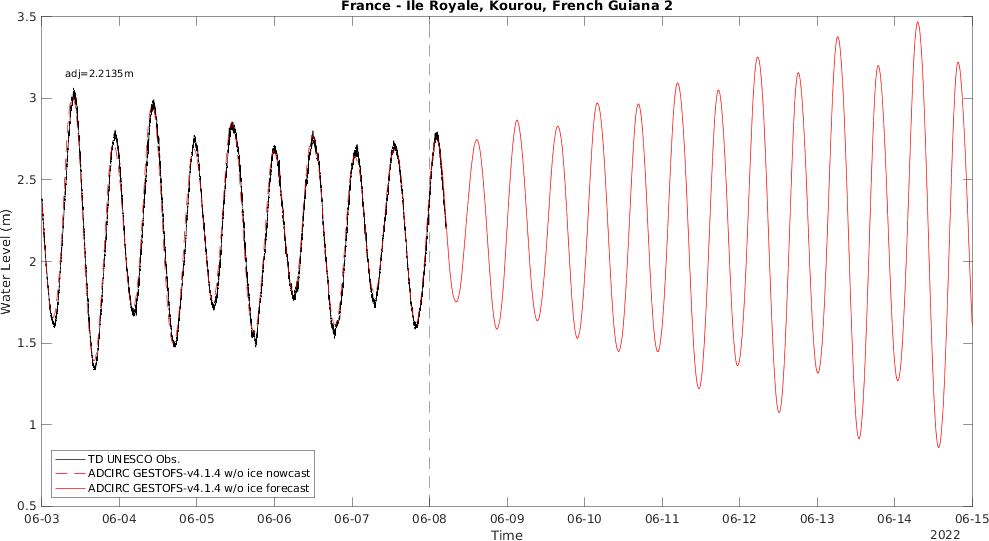 France - Ile Royale, Kourou, French Guiana 2
3.5
adj=2.2135m
3
2.5
2
1.5
1
0.5
Water Level (m)
TD UNESCO Obs.
ADCIRC GESTOFS-v4.1.4 w/o ice nowcast
ADCIRC GESTOFS-v4.1.4 w/o ice forecast
06-03 06-04 06-05 06-06 06-07 06-08 06-09 06-10 06-11 06-12 06-13 06-14 06-15
Time
2022